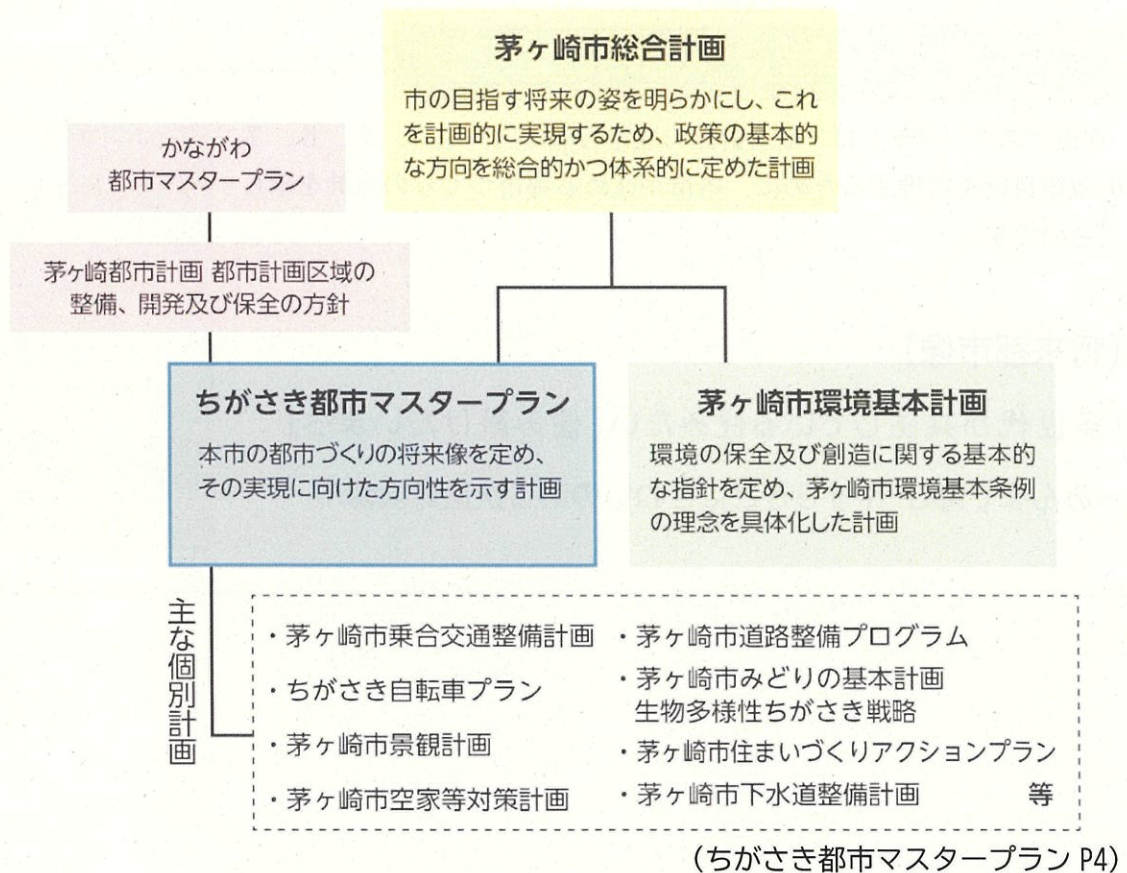 茅ヶ崎市総合計画
市の目指す将来の姿を明らかにし、これ
を計画的に実現するため、政策の基本的
な方向を総合的かつ体系的に定めた計画
かながわ
都市マスタープラン
茅ヶ崎都市計画 都市計画区域の
整備、開発及び保全の方針
ちがさき都市マスタープラン
本市の都市づくりの将来像を定め、
その実現に向けた方向性を示す計画
茅ヶ崎市環境基本計画
環境の保全及び創造に関する基本的
な指針を定め、茅ヶ崎市環境基本条例
の理念を具体化した計画
主な個別計画
・茅ヶ崎市乗合交通整備計画
・ちがさき自転車プラン
・茅ヶ崎市景観計画
・茅ヶ崎市空家等対策計画
・茅ヶ崎市道路整備プログラム
・茅ヶ崎市みどりの基本計画
生物多様性ちがさき戦略
・茅ヶ崎市住まいづくりアクションプラン
・茅ヶ崎市下水道整備計画 等
（ちがさき都市マスタープラン P4）